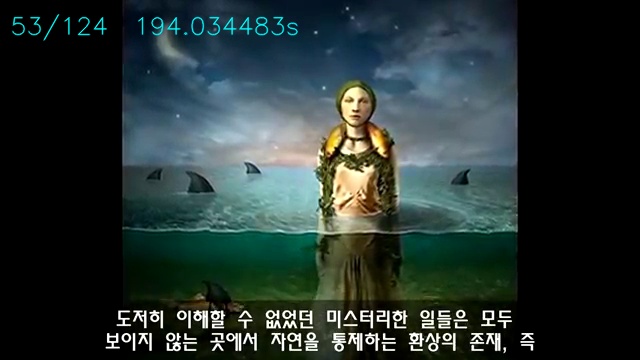 53/124 194.034483s
도저히 이해할 수 없었던 미스터리한 일들은 모두
보이지 않는 곳에서 자연을 통제하는 환상의 존재, 즉